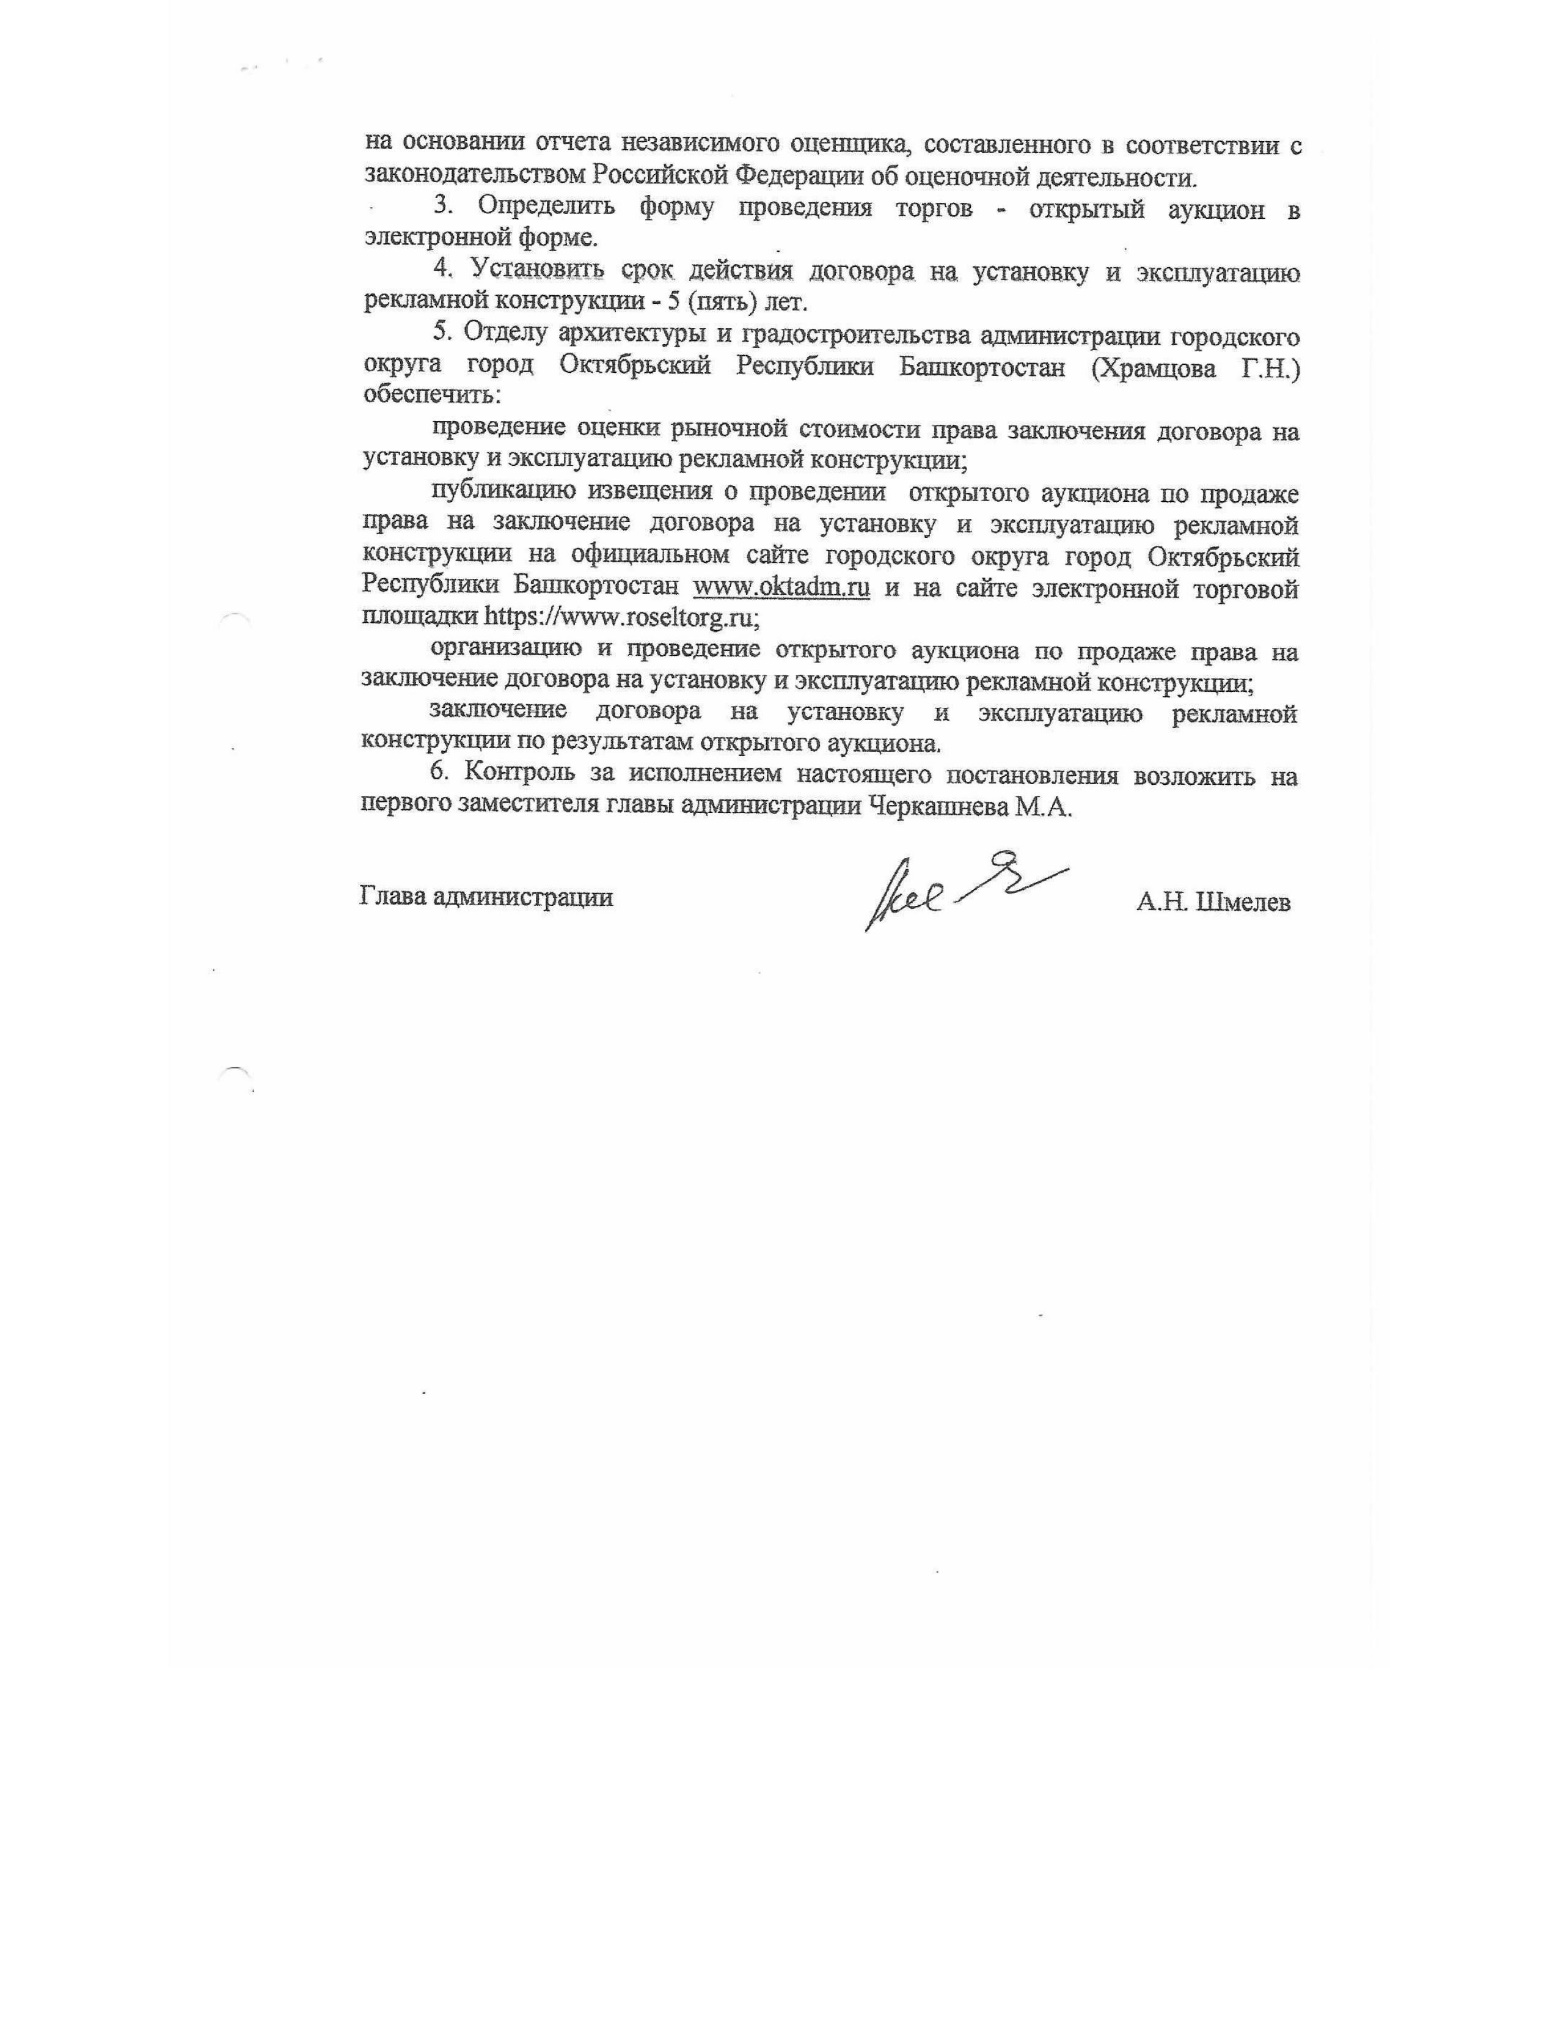 на основании отчета независимого оценщика, составленного в соответствии с
законодательством Российской Федерации об оценочной деятельности.
3. Определить форму проведения торгов - открытый аукцион в
электронной форме.
4. Установить срок действия договора на установку и эксплуатацию
рекламной конструкции - 5 (пять) лет.
5. Отделу архитектуры и градостроительства администрации городского
округа город Октябрьский Республики Башкортостан (Храмцова Г.Н.)
обеспечить:
проведение оценки рыночной стоимости права заключения договора на
установку и эксплуатацию рекламной конструкции;
публикацию извещения о проведении открытого аукциона по продаже
права на заключение договора на установку и эксплуатацию рекламной
конструкции на официальном сайте городского округа город Октябрьский
Республики Башкортостан www.oktadm.ru и на сайте электронной торговой
площадки https://www.roseltorg.ru;
организацию и проведение открытого аукциона по продаже права на
заключение договора на установку и эксплуатацию рекламной конструкции;
заключение договора на установку и эксплуатацию рекламной
конструкции по результатам открытого аукциона.
6. Контроль за исполнением настоящего постановления возложить на
первого заместителя главы администрации Черкашнева М.А.
Глава администрации А.Н. Шмелев